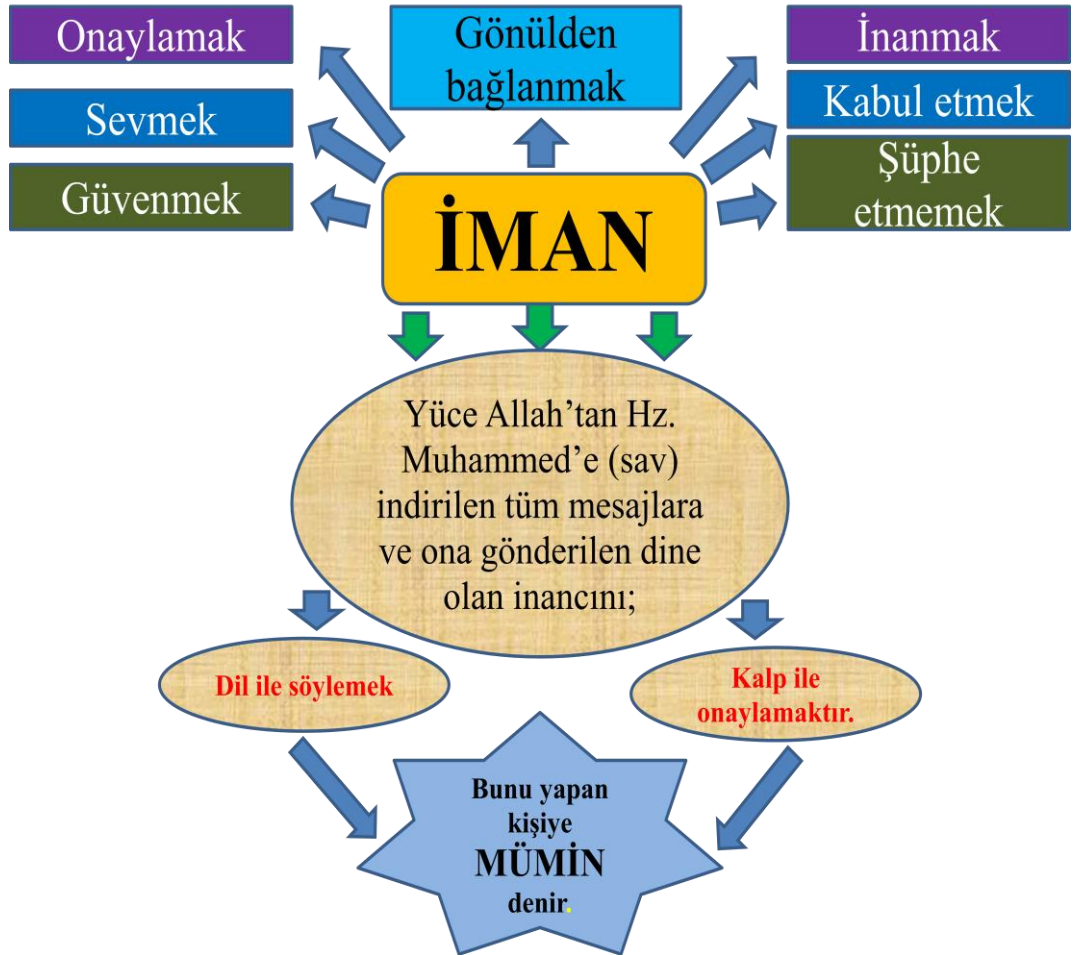 Onaylamak
Sevmek
Güvenmek
Gönülden
bağlanmak
İnanmak
Kabul etmek
Şüphe
etmemek
İMAN
Yüce Allah’tan Hz.
Muhammed’e (sav)
indirilen tüm mesajlara
ve ona gönderilen dine
olan inancını;
Dil ile söylemek
Kalp ile
onaylamaktır.
Bunu yapan
kişiye
MÜMİN
denir.